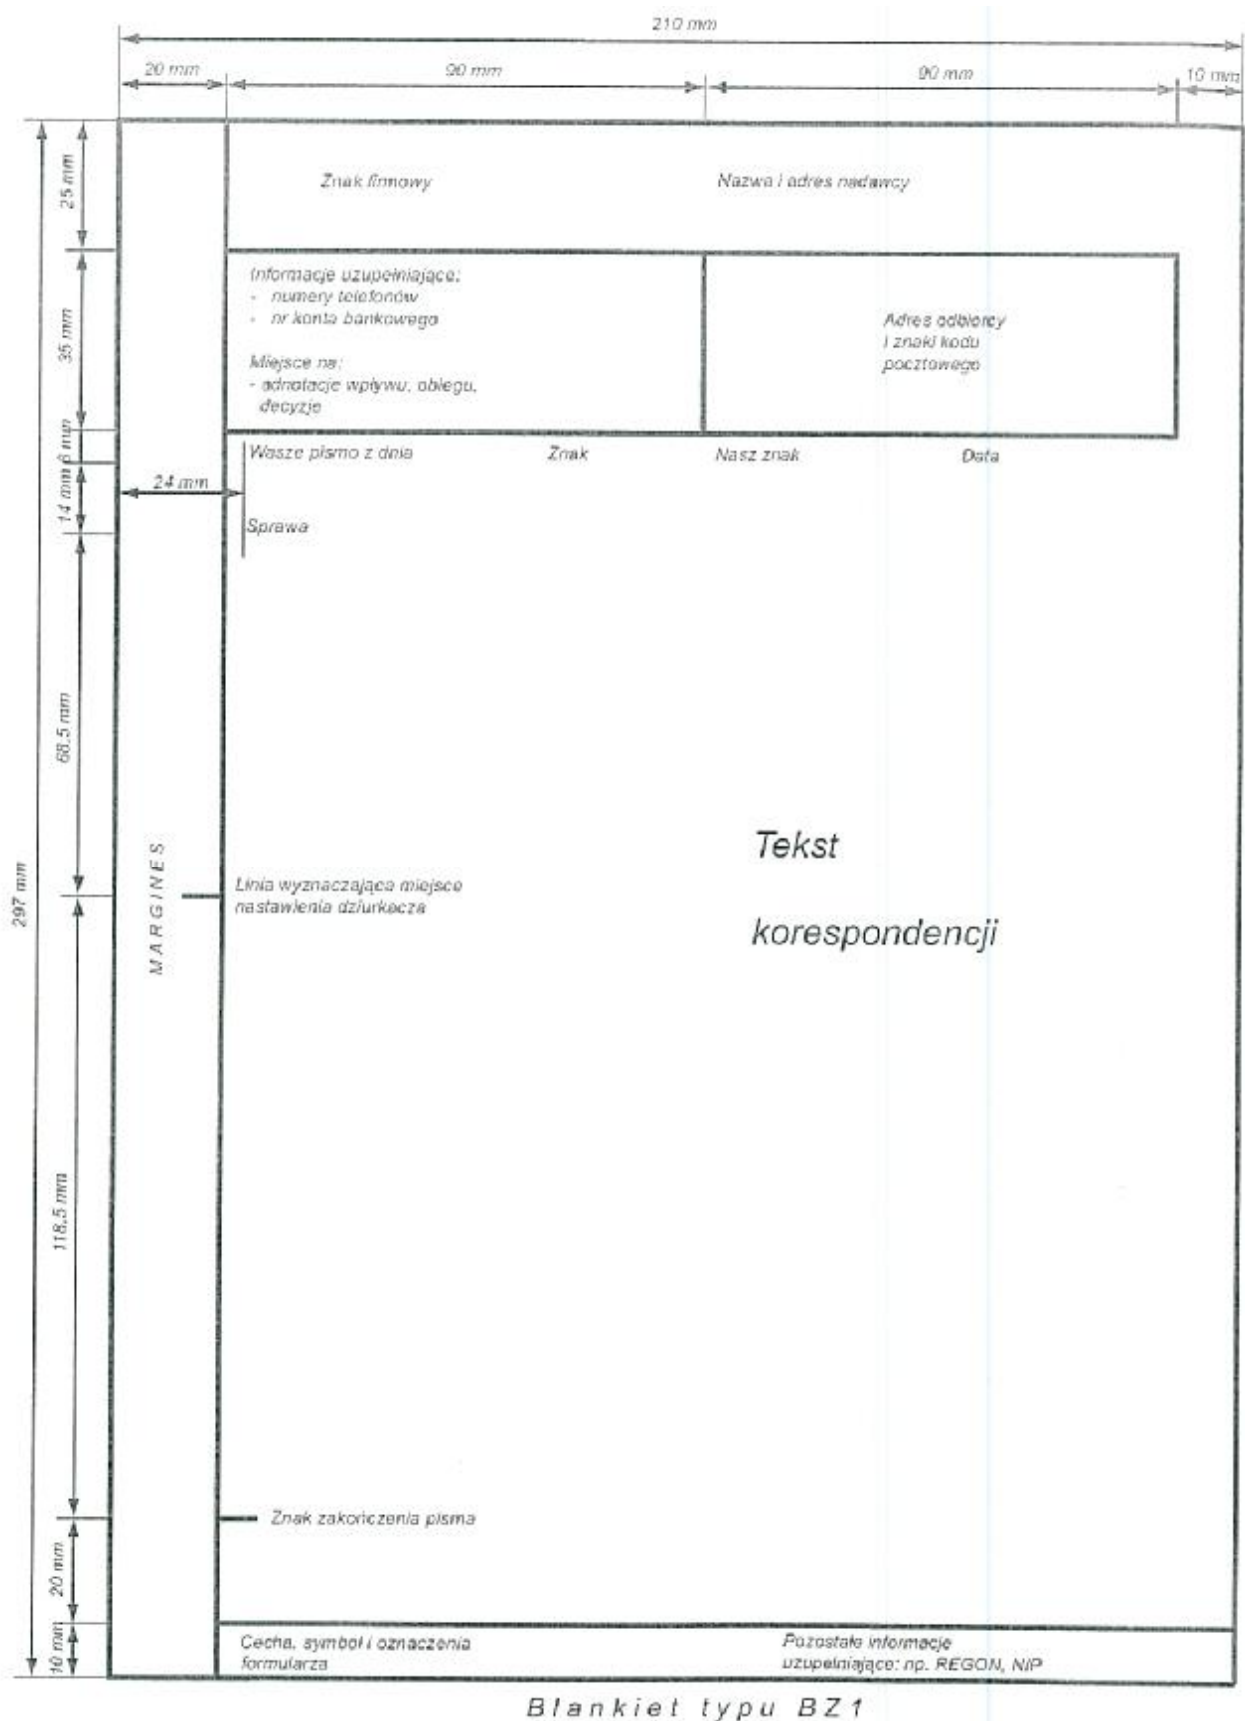 210 mm
20 mm 90 mm 90 mm 10 mm
25 mm
Znak firmowy Nazwa i adres nadawcy
35 mm
Informacje uzupełniające:
- numery telefonów
- nr konta bankowego
Miejsce na:
- adnotacje wpływu, obiegu,
decyzje
Adres odbiorcy
i znaki kodu
pocztowego
6 mm
Wasze pismo z dnia Znak Nasz znak Data
14 mm
24 mm
Sprawa
68,5 mm
297 mm
MARGINES
Linia wyznaczająca miejsce
nastawienia dziurkacza
Tekst
korespondencji
118,5 mm
Znak zakończenia pisma
20 mm
10 mm
Cecha, symbol i oznaczenia
formularza
Pozostałe informacje
uzupełniające: np. REGON, NIP
Blankiet typu BZ1